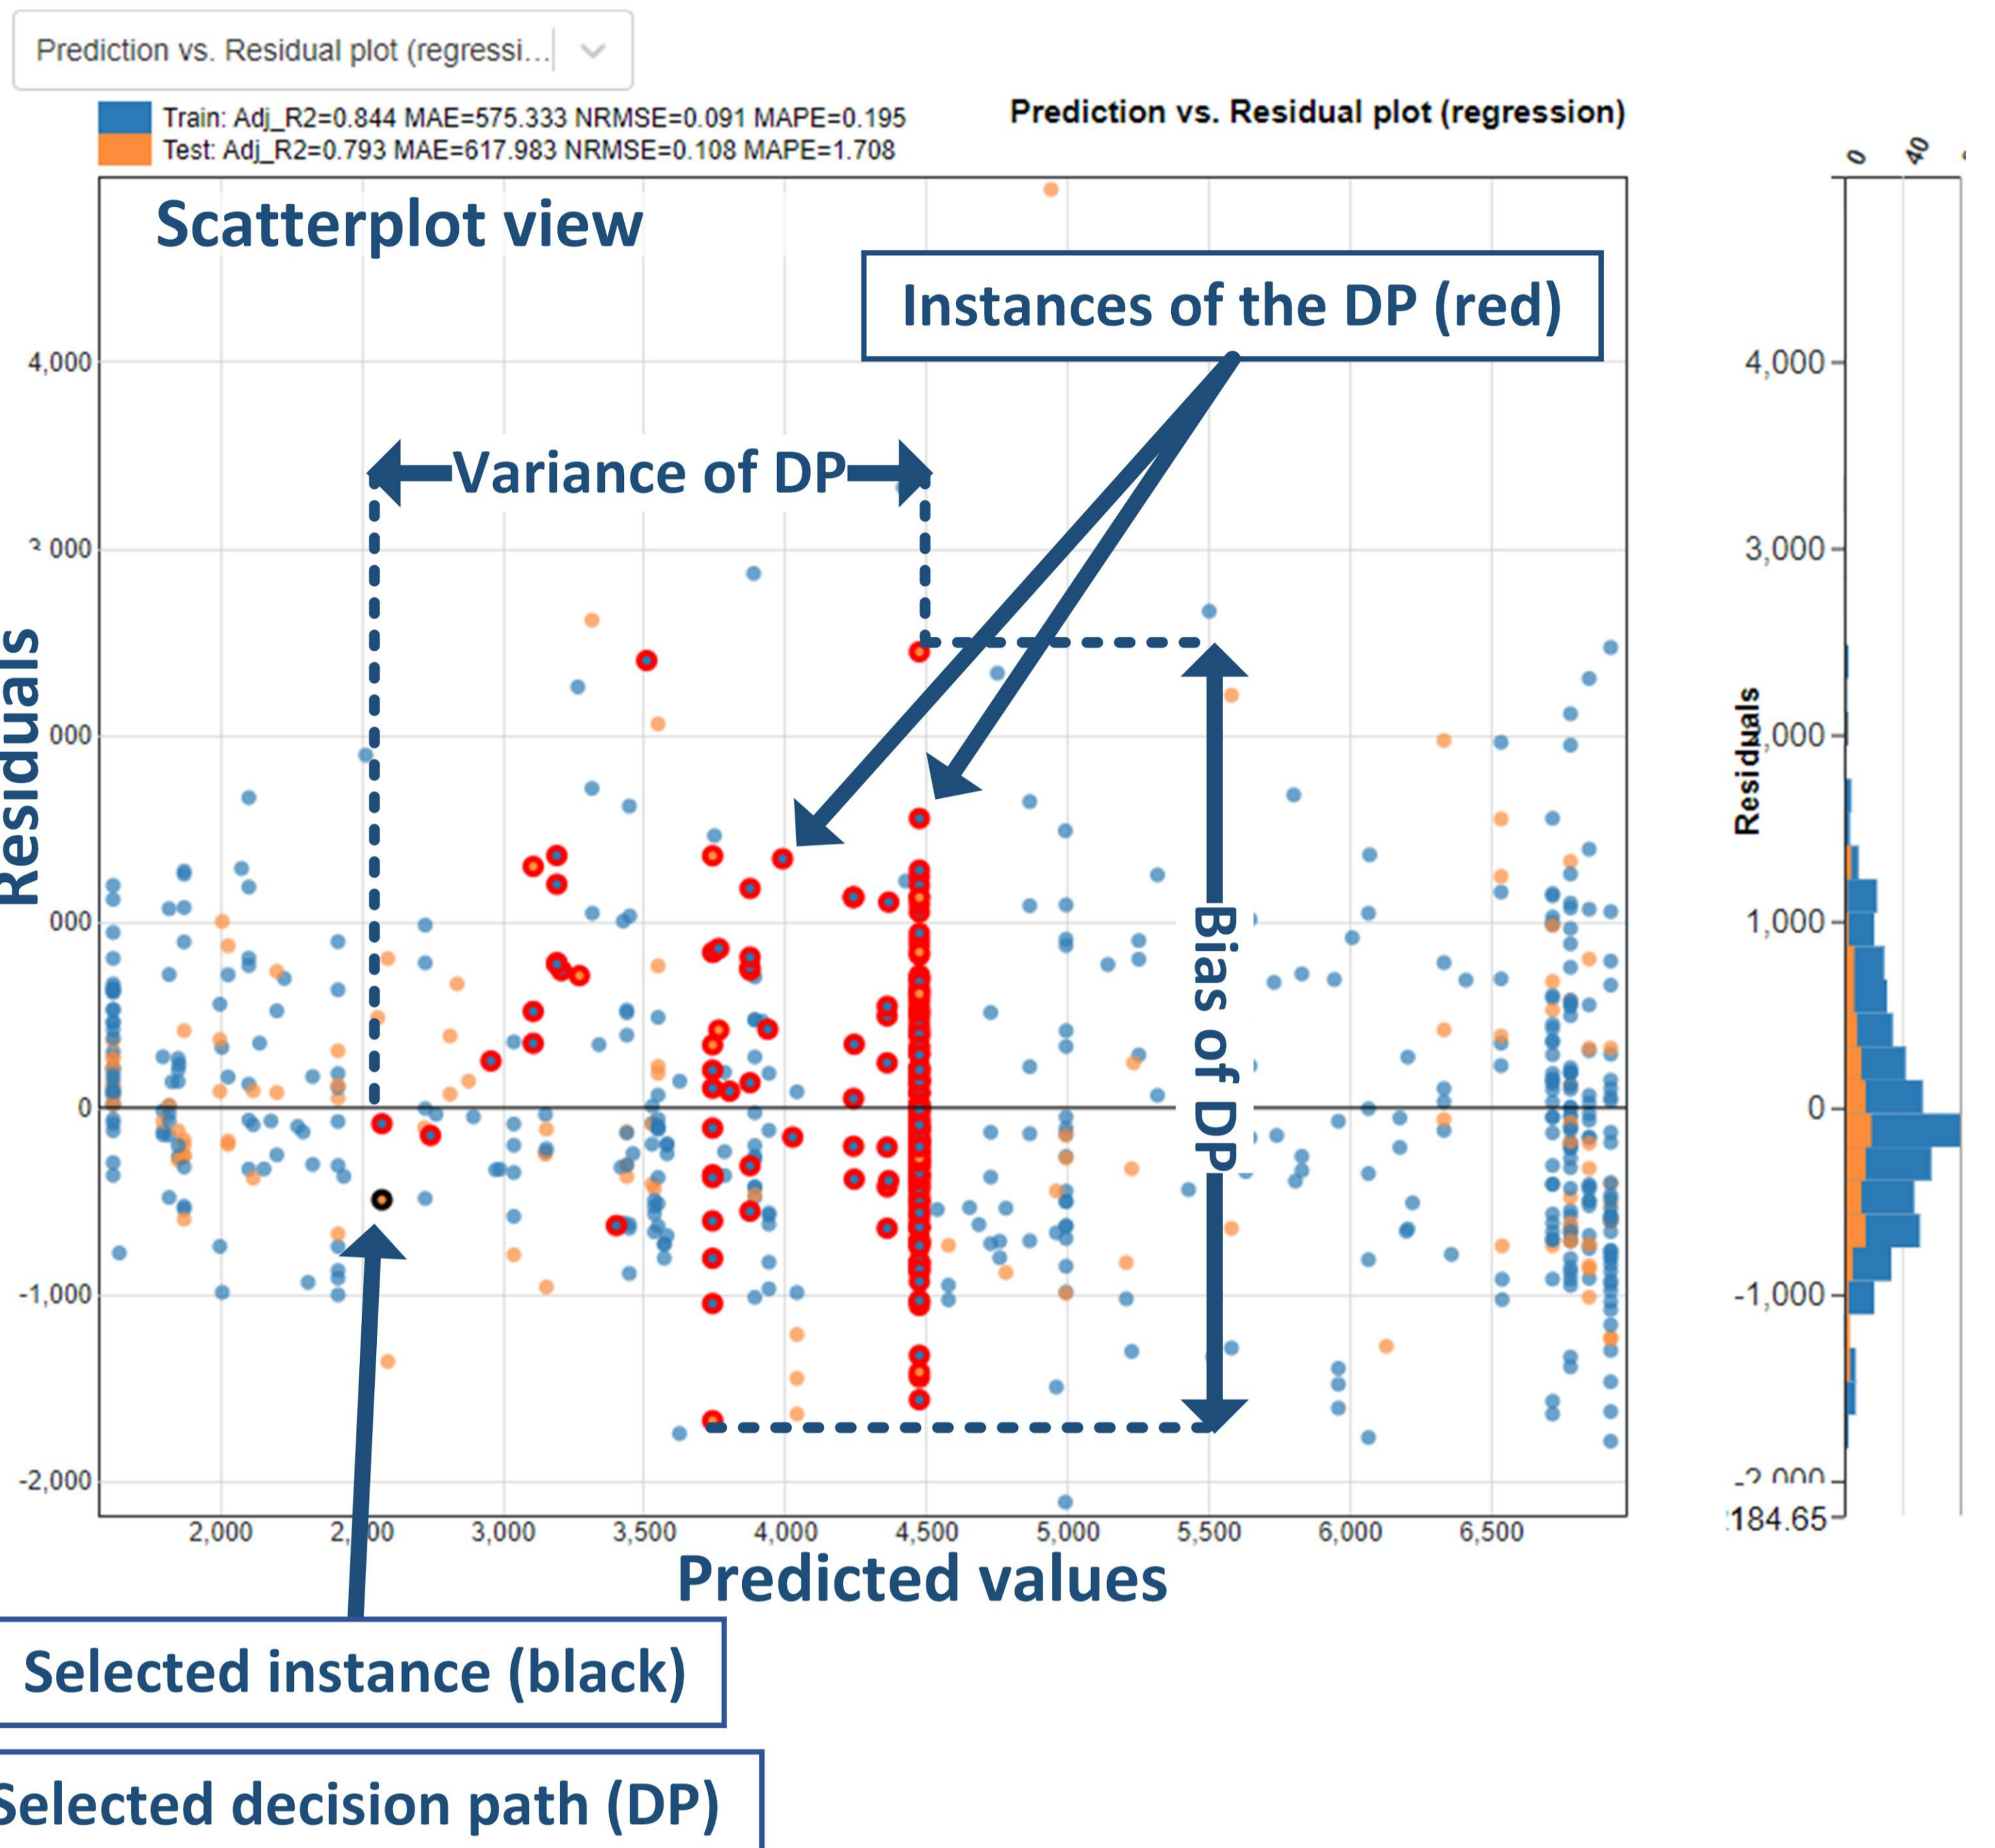 Prediction vs. Residual plot (regressi...
Train: Adj_R2=0.844 MAE=575.333 NRMSE=0.091 MAPE=0.195
Test: Adj_R2=0.793 MAE=617.983 NRMSE=0.108 MAPE=1.708
Prediction vs. Residual plot (regression)
0
40
Scatterplot view
Instances of the DP (red)
Variance of DP
Bias of DP
Residuals
4,000
3 000
000
000
0
-1,000
-2,000
2,000
3,000
3,500
4,000
4,500
5,000
5,500
6,000
6,500
Predicted values
Residuals
4,000
3,000
2,000
1,000
0
-1,000
-2 000
184.65
Selected instance (black)
Selected decision path (DP)